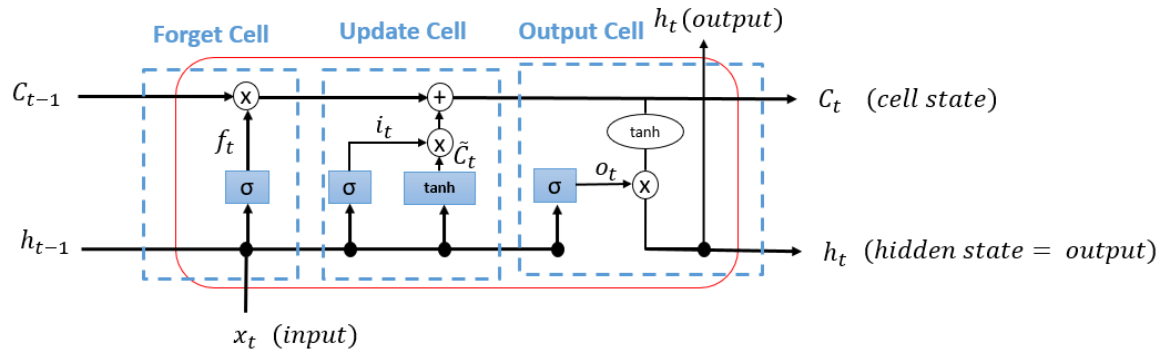 h_t (output)
Forget Cell
Update Cell
Output Cell
C_{t-1}
x
+
C_t (cell state)
f_t
i_t
x
C̃_t
tanh
σ
σ
tanh
σ
o_t
x
h_{t-1}
h_t (hidden state = output)
x_t (input)